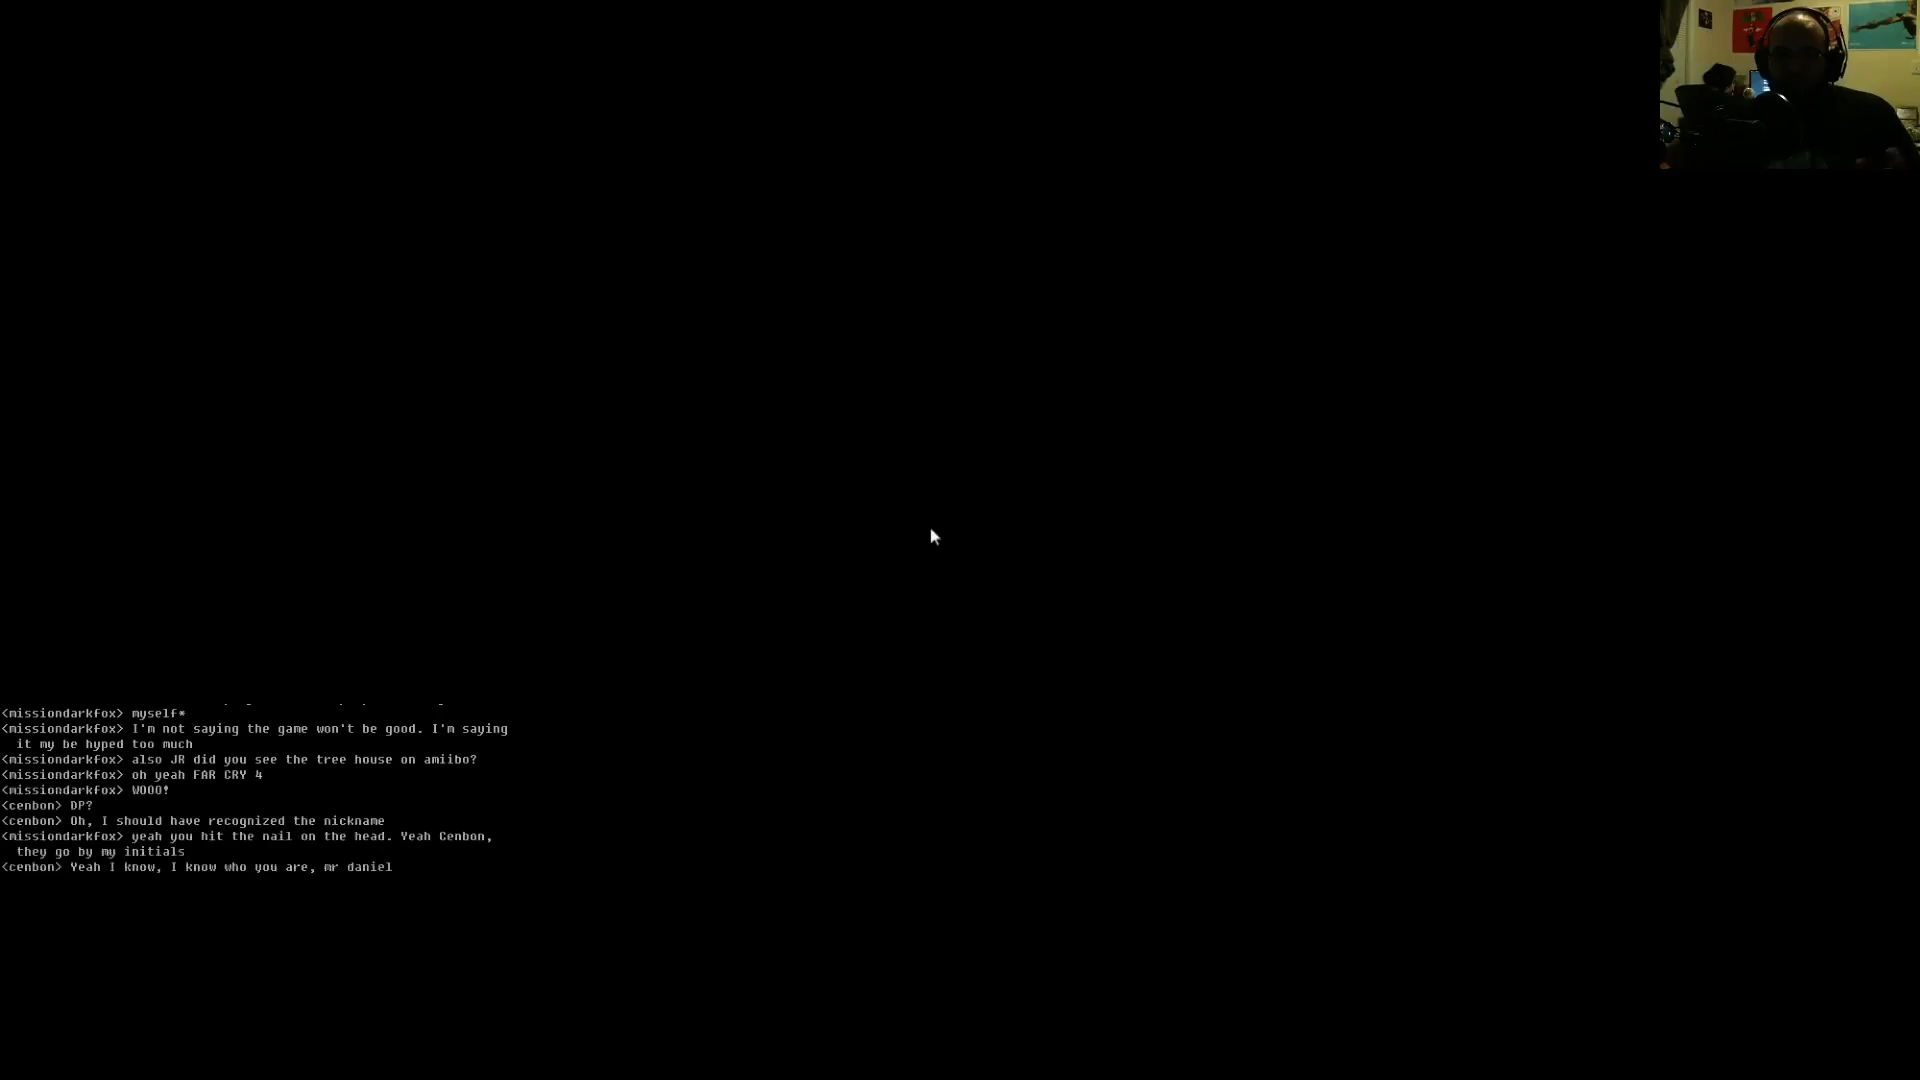 <missiondarkfox> myself*
<missiondarkfox> I'm not saying the game won't be good. I'm saying
it my be hyped too much
<missiondarkfox> also JR did you see the tree house on amiibo?
<missiondarkfox> oh yeah FAR CRY 4
<missiondarkfox> WOOO!
<cenbon> DP?
<cenbon> Oh, I should have recognized the nickname
<missiondarkfox> yeah you hit the nail on the head. Yeah Cenbon,
they go by my initials
<cenbon> Yeah I know, I know who you are, mr daniel